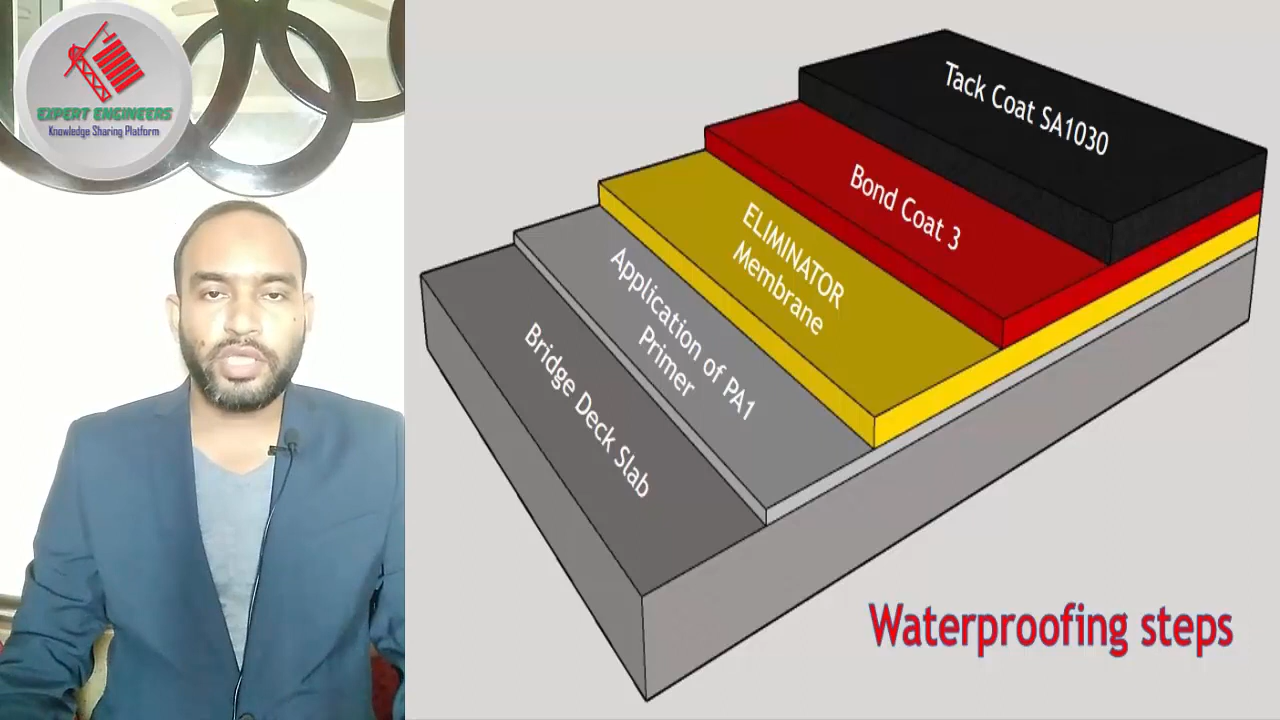 EXPERT ENGINEERS
Knowledge Sharing Platform
Tack Coat SA1030
Bond Coat 3
ELIMINATOR
Membrane
Application of PA1
Primer
Bridge Deck Slab
Waterproofing steps